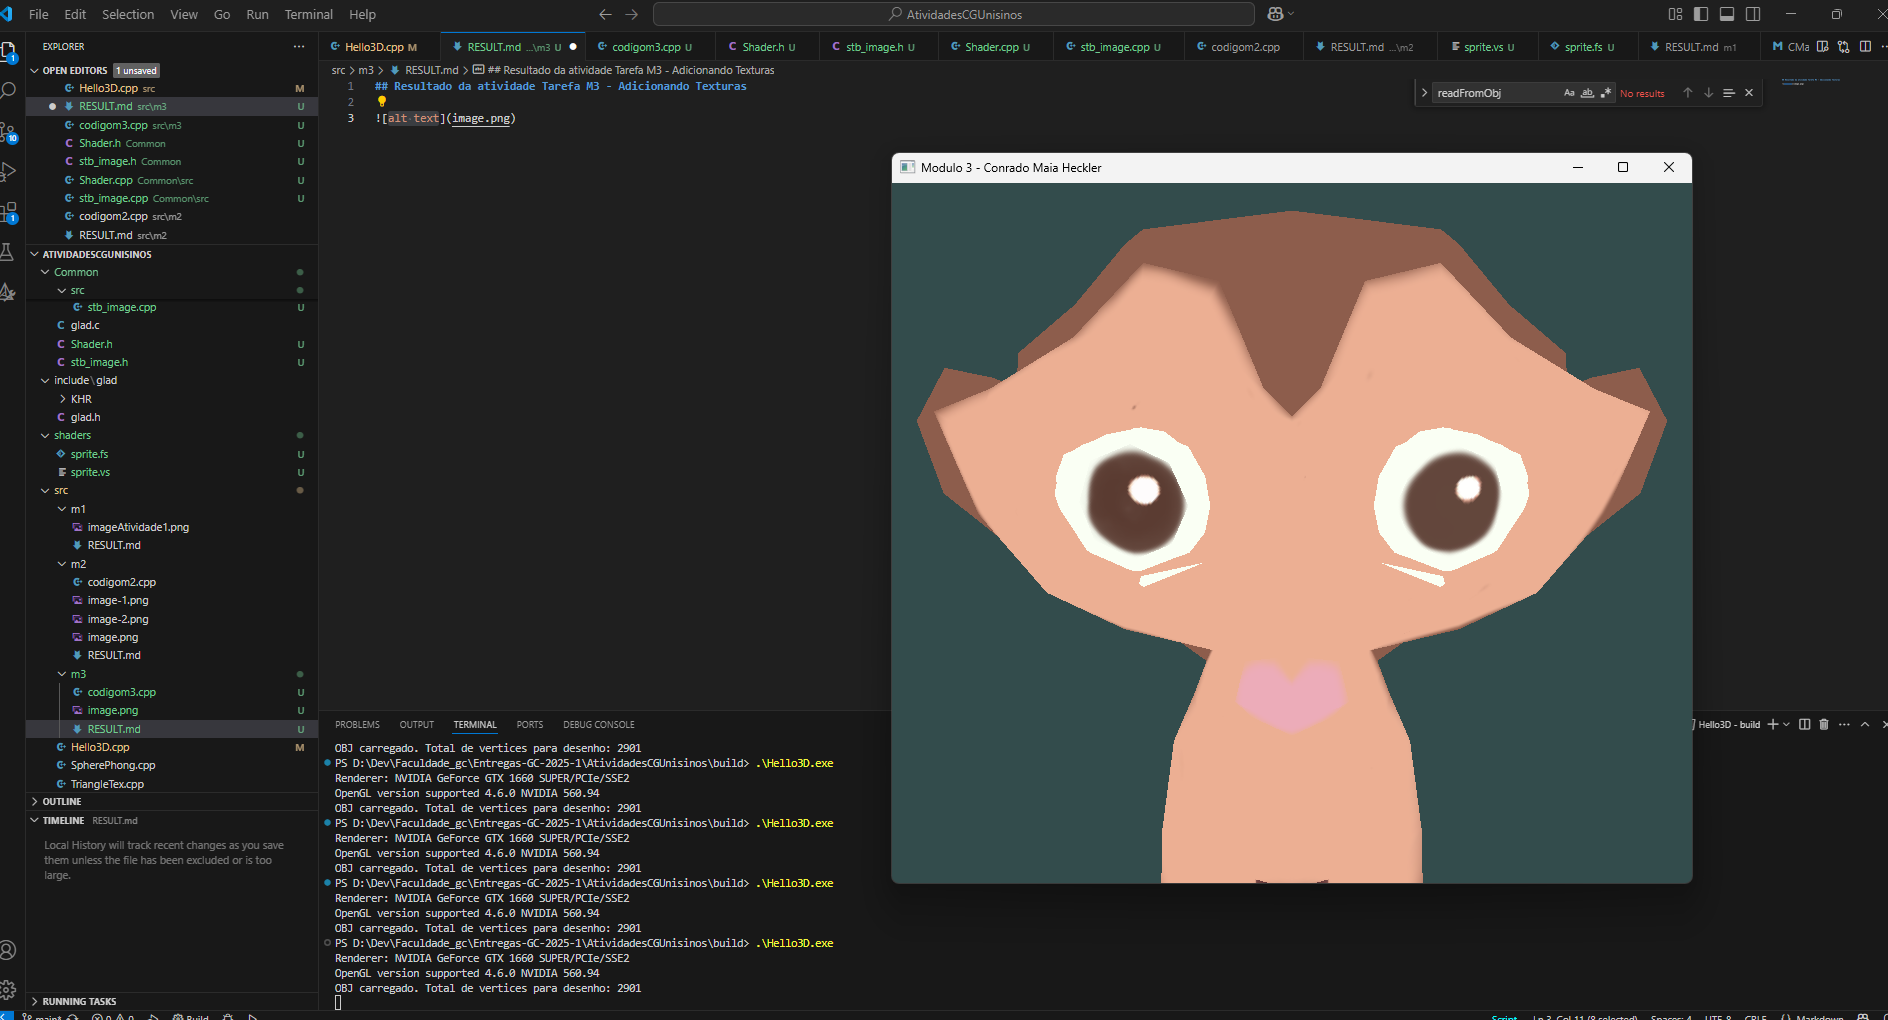 File Edit Selection View Go Run Terminal Help
AtividadesCGUnisinos
EXPLORER
Hello3D.cpp M
RESULT.md ...\m3 U
codigom3.cpp U
Shader.h U
stb_image.h U
Shader.cpp U
stb_image.cpp U
codigom2.cpp
RESULT.md ...\m2
sprite.vs U
sprite.fs U
RESULT.md m1
CMa
src > m3 > RESULT.md > ## Resultado da atividade Tarefa M3 - Adicionando Texturas
1 ## Resultado da atividade Tarefa M3 - Adicionando Texturas
2
3 ![alt text](image.png)
readFromObj Aa ab .* No results
OPEN EDITORS 1 unsaved
Hello3D.cpp src M
RESULT.md src\m3 U
codigom3.cpp src\m3 U
Shader.h Common U
stb_image.h Common U
Shader.cpp Common\src U
stb_image.cpp Common\src U
codigom2.cpp src\m2
RESULT.md src\m2
ATIVIDADESCGUNISINOS
Common
src
stb_image.cpp U
glad.c
Shader.h U
stb_image.h U
include\glad
KHR
glad.h
shaders
sprite.fs U
sprite.vs U
src
m1
imageAtividade1.png
RESULT.md
m2
codigom2.cpp
image-1.png
image-2.png
image.png
RESULT.md
m3
codigom3.cpp U
image.png U
RESULT.md U
Hello3D.cpp M
SpherePhong.cpp
TriangleTex.cpp
OUTLINE
TIMELINE RESULT.md
Local History will track recent changes as you save
them unless the file has been excluded or is too
large.
RUNNING TASKS
Modulo 3 - Conrado Maia Heckler
PROBLEMS OUTPUT TERMINAL PORTS DEBUG CONSOLE
Hello3D - build
OBJ carregado. Total de vertices para desenho: 2901
PS D:\Dev\Faculdade_gc\Entregas-GC-2025-1\AtividadesCGUnisinos\build> .\Hello3D.exe
Renderer: NVIDIA GeForce GTX 1660 SUPER/PCIe/SSE2
OpenGL version supported 4.6.0 NVIDIA 560.94
OBJ carregado. Total de vertices para desenho: 2901
PS D:\Dev\Faculdade_gc\Entregas-GC-2025-1\AtividadesCGUnisinos\build> .\Hello3D.exe
Renderer: NVIDIA GeForce GTX 1660 SUPER/PCIe/SSE2
OpenGL version supported 4.6.0 NVIDIA 560.94
OBJ carregado. Total de vertices para desenho: 2901
PS D:\Dev\Faculdade_gc\Entregas-GC-2025-1\AtividadesCGUnisinos\build> .\Hello3D.exe
Renderer: NVIDIA GeForce GTX 1660 SUPER/PCIe/SSE2
OpenGL version supported 4.6.0 NVIDIA 560.94
OBJ carregado. Total de vertices para desenho: 2901
PS D:\Dev\Faculdade_gc\Entregas-GC-2025-1\AtividadesCGUnisinos\build> .\Hello3D.exe
Renderer: NVIDIA GeForce GTX 1660 SUPER/PCIe/SSE2
OpenGL version supported 4.6.0 NVIDIA 560.94
OBJ carregado. Total de vertices para desenho: 2901
main* 0 0 Build
Script Ln 3, Col 11 (8 selected) Spaces: 4 UTF-8 CRLF Markdown